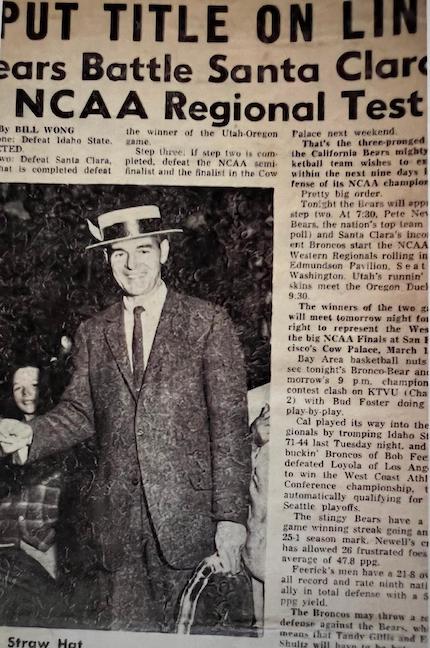 PUT TITLE ON LIN
ears Battle Santa Clar
NCAA Regional Test
By BILL WONG
one: Defeat Idaho State.
CTED.
wo: Defeat Santa Clara,
hat is completed defeat
the winner of the Utah-Oregon
game.
Step three, if step two is com-
pleted, defeat the NCAA semi-
finalist and the finalist in the Cow
Palace next weekend.
That's the three-pronged
the California Bears mighty
ketball team wishes to ex
within the next nine days i
fense of its NCAA champion
Pretty big order.
Tonight the Bears will appr
step two. At 7:30, Pete New
Bears, the nation's top team
poll) and Santa Clara's inco
ent Broncos start the NCAA
Western Regionals rolling in
Edmundson Pavilion, Seat
Washington. Utah's runnin'
skins meet the Oregon Duck
9:30.
The winners of the two g
will meet tomorrow night fo
right to represent the Wes
the big NCAA Finals at San F
cisco's Cow Palace, March 1
Bay Area basketball nuts
see tonight's Bronco-Bear and
morrow's 9 p.m. champion
contest clash on KTVU (Cha
2) with Bud Foster doing
play-by-play.
Cal played its way into the
gionals by tromping Idaho St
71-44 last Tuesday night, and
buckin' Broncos of Bob Fee
defeated Loyola of Los Ang
to win the West Coast Athl
Conference championship, t
automatically qualifying for
Seattle playoffs.
The stingy Bears have a
game winning streak going an
25-1 season mark. Newell's cr
has allowed 26 frustrated foes
average of 47.8 ppg.
Feerick's men have a 21-8 ov
all record and rate ninth nati
ally in total defense with a 5
ppg yield.
The Broncos may throw a
defense against the Bears, wh
means that Tandy Gillis and E
Shultz will have to be
Straw Hat